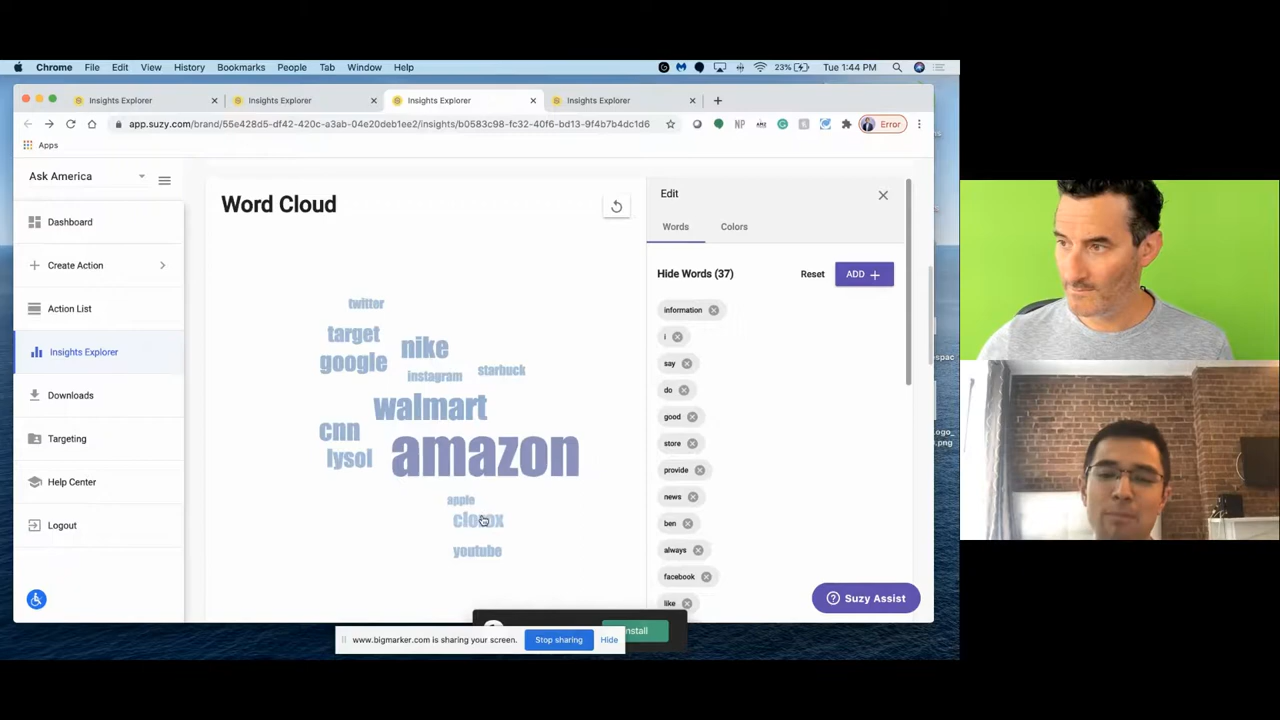 Chrome File Edit View History Bookmarks People Tab Window Help 23% Tue 1:44 PM
Insights Explorer Insights Explorer Insights Explorer Insights Explorer
app.suzy.com/brand/55e428d5-df42-420c-a3ab-04e20deb1ee2/insights/b0583c98-fc32-40f6-bd13-9f4b7b4dc1d6 NP Error
Apps
Ask America
Dashboard
Create Action
Action List
Insights Explorer
Downloads
Targeting
Help Center
Logout
Word Cloud
twitter
target
nike
google
starbuck
instagram
walmart
cnn
amazon
lysol
apple
clorox
youtube
Edit
Words Colors
Hide Words (37) Reset ADD +
information
i
say
do
good
store
provide
news
ben
always
facebook
like
Suzy Assist
www.bigmarker.com is sharing your screen. Stop sharing Hide
espac
.png